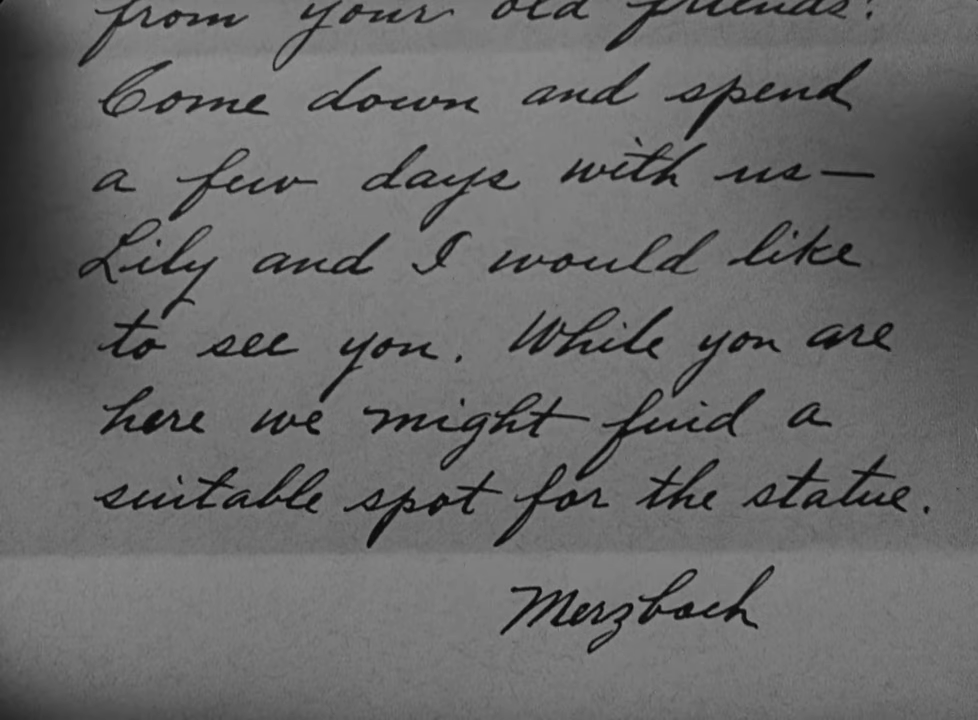 from your old friends?
Come down and spend
a few days with us—
Lily and I would like
to see you. While you are
here we might find a
suitable spot for the statue.
Merzbach